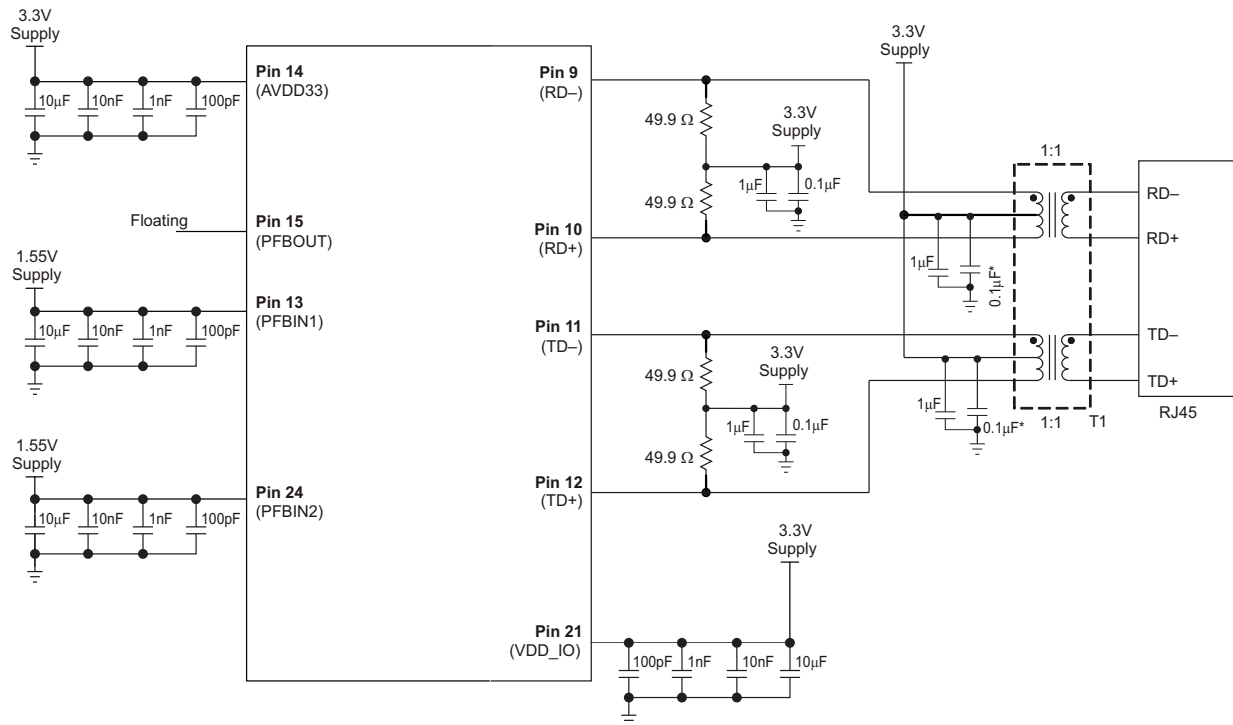 3.3V
Supply
10μF
10nF
1nF
100pF
Pin 14
(AVDD33)
Floating
Pin 15
(PFBOUT)
1.55V
Supply
10μF
10nF
1nF
100pF
Pin 13
(PFBIN1)
1.55V
Supply
10μF
10nF
1nF
100pF
Pin 24
(PFBIN2)
Pin 9
(RD–)
49.9 Ω
3.3V
Supply
1μF
0.1μF
49.9 Ω
Pin 10
(RD+)
Pin 11
(TD–)
49.9 Ω
3.3V
Supply
1μF
0.1μF
49.9 Ω
Pin 12
(TD+)
3.3V
Supply
Pin 21
(VDD_IO)
100pF
1nF
10nF
10μF
3.3V
Supply
1μF
0.1μF*
1μF
0.1μF*
1:1
1:1
T1
RD–
RD+
TD–
TD+
RJ45